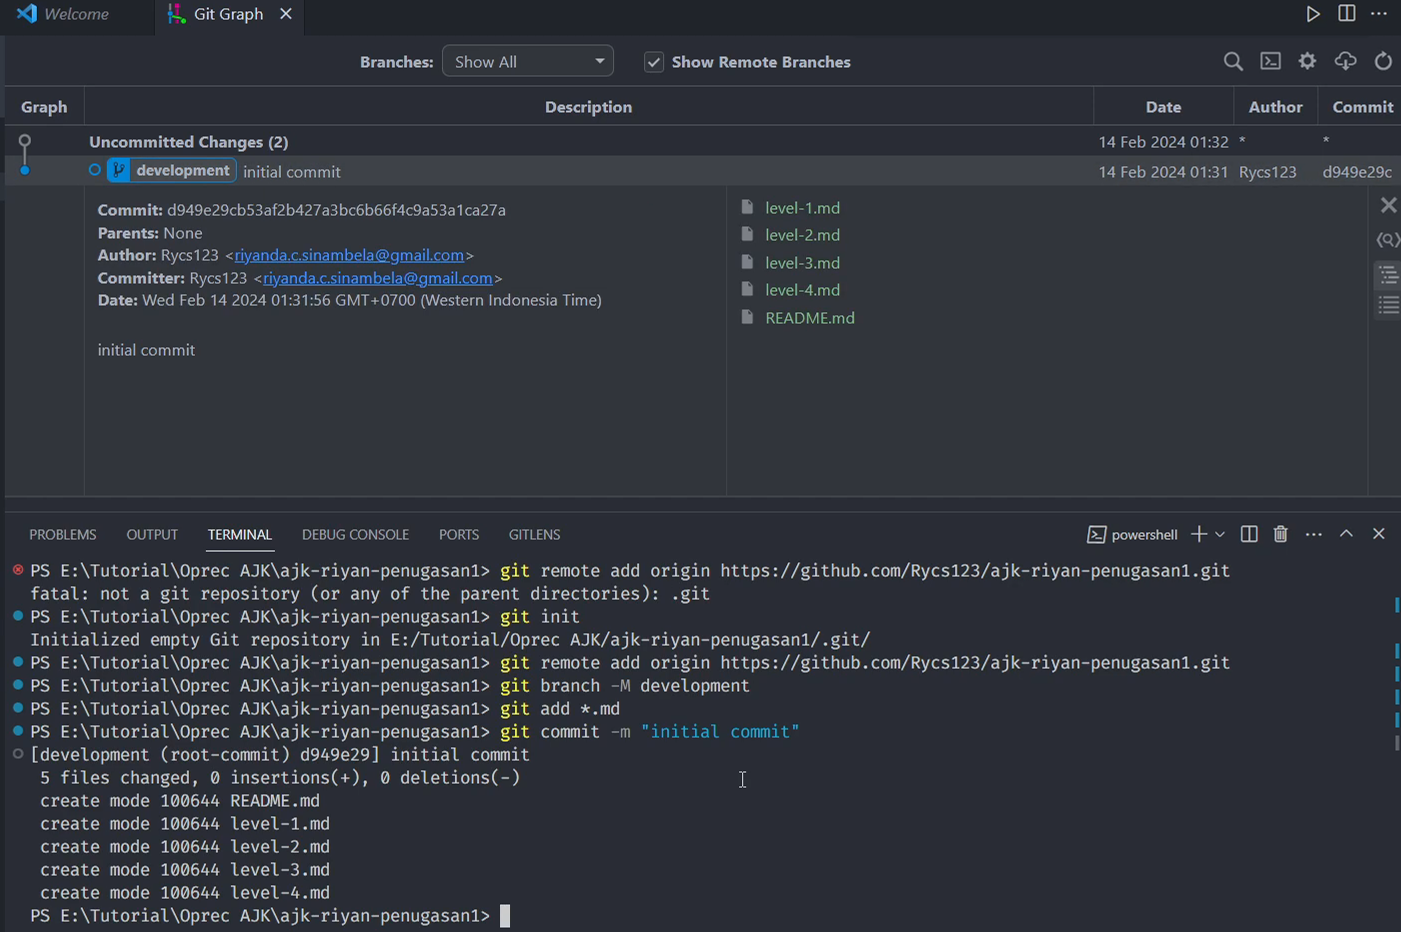 Welcome Git Graph
Branches: Show All Show Remote Branches
Graph Description Date Author Commit
Uncommitted Changes (2) 14 Feb 2024 01:32 * *
development initial commit 14 Feb 2024 01:31 Rycs123 d949e29c
Commit: d949e29cb53af2b427a3bc6b66f4c9a53a1ca27a
Parents: None
Author: Rycs123 <riyanda.c.sinambela@gmail.com>
Committer: Rycs123 <riyanda.c.sinambela@gmail.com>
Date: Wed Feb 14 2024 01:31:56 GMT+0700 (Western Indonesia Time)
initial commit
level-1.md
level-2.md
level-3.md
level-4.md
README.md
PROBLEMS OUTPUT TERMINAL DEBUG CONSOLE PORTS GITLENS powershell
PS E:\Tutorial\Oprec AJK\ajk-riyan-penugasan1> git remote add origin https://github.com/Rycs123/ajk-riyan-penugasan1.git
fatal: not a git repository (or any of the parent directories): .git
PS E:\Tutorial\Oprec AJK\ajk-riyan-penugasan1> git init
Initialized empty Git repository in E:/Tutorial/Oprec AJK/ajk-riyan-penugasan1/.git/
PS E:\Tutorial\Oprec AJK\ajk-riyan-penugasan1> git remote add origin https://github.com/Rycs123/ajk-riyan-penugasan1.git
PS E:\Tutorial\Oprec AJK\ajk-riyan-penugasan1> git branch -M development
PS E:\Tutorial\Oprec AJK\ajk-riyan-penugasan1> git add *.md
PS E:\Tutorial\Oprec AJK\ajk-riyan-penugasan1> git commit -m "initial commit"
[development (root-commit) d949e29] initial commit
5 files changed, 0 insertions(+), 0 deletions(-)
create mode 100644 README.md
create mode 100644 level-1.md
create mode 100644 level-2.md
create mode 100644 level-3.md
create mode 100644 level-4.md
PS E:\Tutorial\Oprec AJK\ajk-riyan-penugasan1>